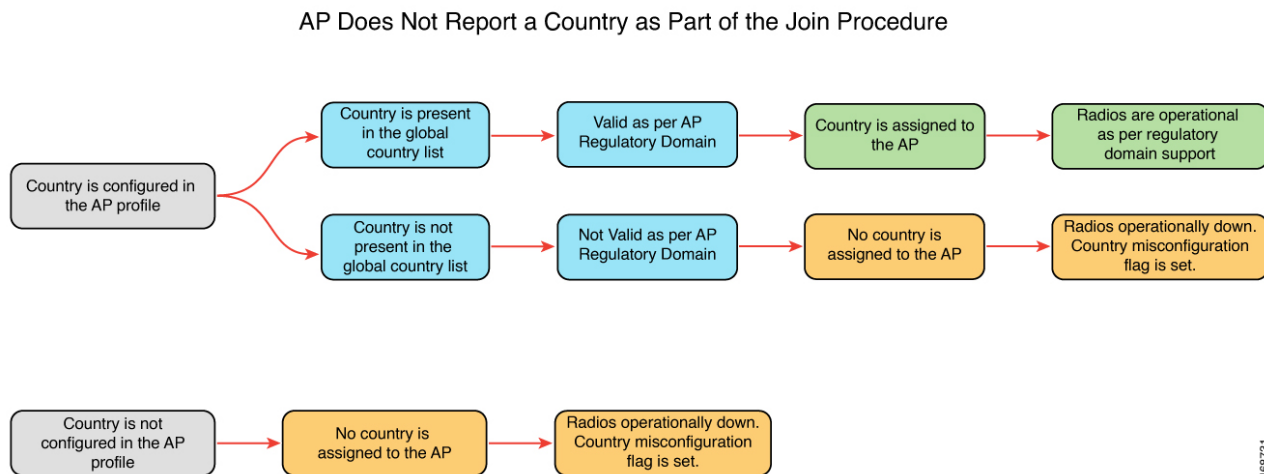 AP Does Not Report a Country as Part of the Join Procedure
Country is configured in
the AP profile
Country is present
in the global
country list
Valid as per AP
Regulatory Domain
Country is assigned to
the AP
Radios are operational
as per regulatory
domain support
Country is not
present in the
global country list
Not Valid as per AP
Regulatory Domain
No country is
assigned to the AP
Radios operationally down.
Country misconfiguration
flag is set.
Country is not
configured in the AP
profile
No country is
assigned to the AP
Radios operationally down.
Country misconfiguration
flag is set.